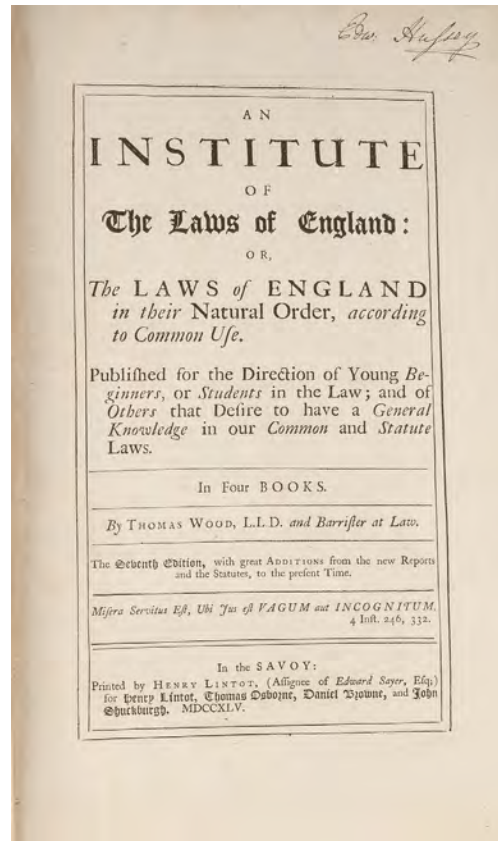 Edw. Hussey
AN
INSTITUTE
OF
The Laws of England:
OR,
The LAWS of ENGLAND
in their Natural Order, according
to Common Uſe.
Publiſhed for the Direction of Young Be-
ginners, or Students in the Law; and of
Others that Deſire to have a General
Knowledge in our Common and Statute
Laws.
In Four BOOKS.
By THOMAS WOOD, L.L.D. and Barriſter at Law.
The Seventh Edition, with great ADDITIONS from the new Reports
and the Statutes, to the preſent Time.
Miſera Servitus Eſt, Ubi Jus eſt VAGUM aut INCOGNITUM.
4 Inſt. 246, 332.
In the SAVOY:
Printed by HENRY LINTOT, (Aſſignee of Edward Sayer, Eſq;)
for Henry Lintot, Thomas Osborne, Daniel Browne, and John
Shuckburgh. MDCCXLV.